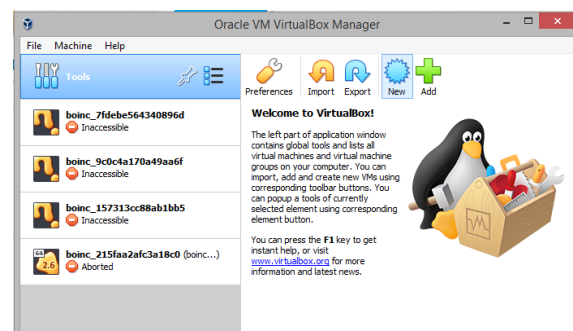 Oracle VM VirtualBox Manager
File Machine Help
Tools
Preferences Import Export New Add
boinc_7fdebe564340896d
Inaccessible
boinc_9c0c4a170a49aa6f
Inaccessible
boinc_157313cc88ab1bb5
Inaccessible
64
2.6
boinc_215faa2afc3a18c0 (boinc...)
Aborted
Welcome to VirtualBox!
The left part of application window
contains global tools and lists all
virtual machines and virtual machine
groups on your computer. You can
import, add and create new VMs using
corresponding toolbar buttons. You
can popup a tools of currently
selected element using corresponding
element button.
You can press the F1 key to get
instant help, or visit
www.virtualbox.org for more
information and latest news.